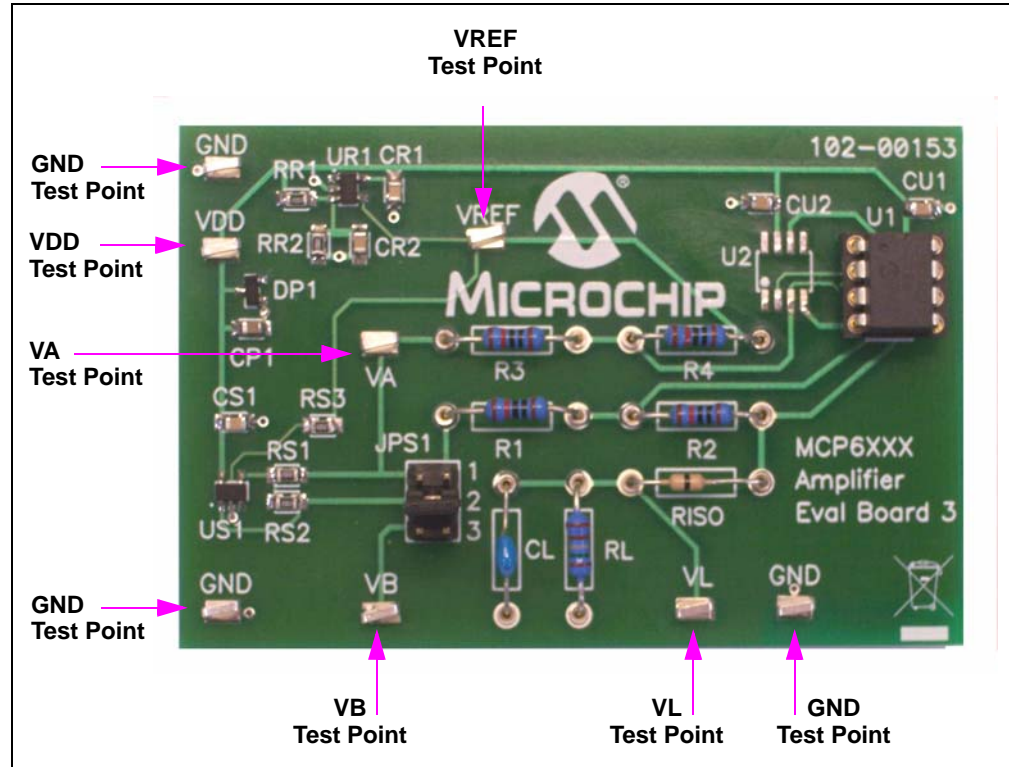 VREF
Test Point
GND
Test Point
VDD
Test Point
VA
Test Point
GND
Test Point
VB
Test Point
VL
Test Point
GND
Test Point
GND
RR1
UR1
CR1
102-00153
CU1
VDD
VREF
®
CU2
U1
RR2
CR2
U2
DP1
MICROCHIP
CP1
VA
R3
R4
CS1
RS3
RS1
JPS1
R1
R2
MCP6XXX
Amplifier
Eval Board 3
1
2
3
US1
RS2
RISO
CL
RL
GND
VB
VL
GND